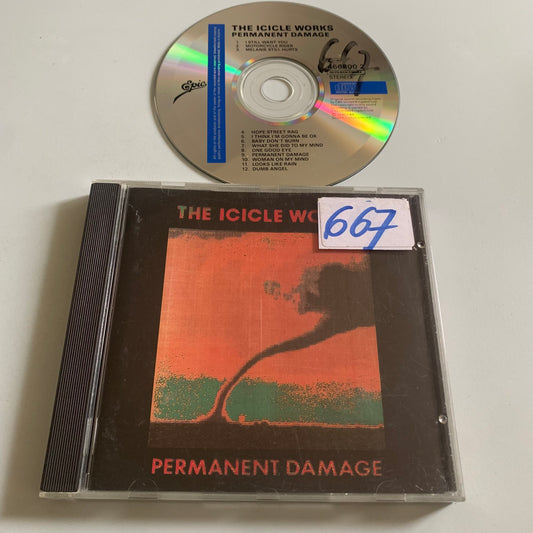 THE ICICLE WORKS
PERMANENT DAMAGE
1. I STILL WANT YOU
2. MOTORCYCLE RIDER
3. MELANIE STILL HURTS
667
466800 2
STEREO
Epic
4. HOPE STREET RAG
5. I THINK I'M GONNA BE OK
6. BABY DON'T BURN
7. WHAT SHE DID TO MY MIND
8. ONE GOOD EYE
9. PERMANENT DAMAGE
10. WOMAN ON MY MIND
11. LOOKS LIKE RAIN
12. DUMB ANGEL
THE ICICLE WO
667
PERMANENT DAMAGE